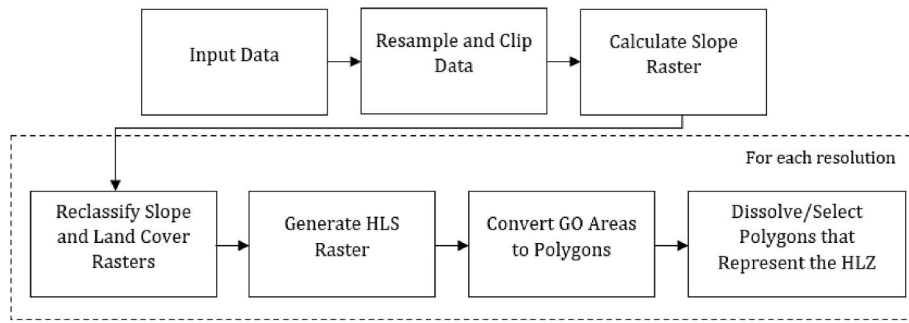 Input Data
Resample and Clip
Data
Calculate Slope
Raster
For each resolution
Reclassify Slope
and Land Cover
Rasters
Generate HLS
Raster
Convert GO Areas
to Polygons
Dissolve/Select
Polygons that
Represent the HLZ